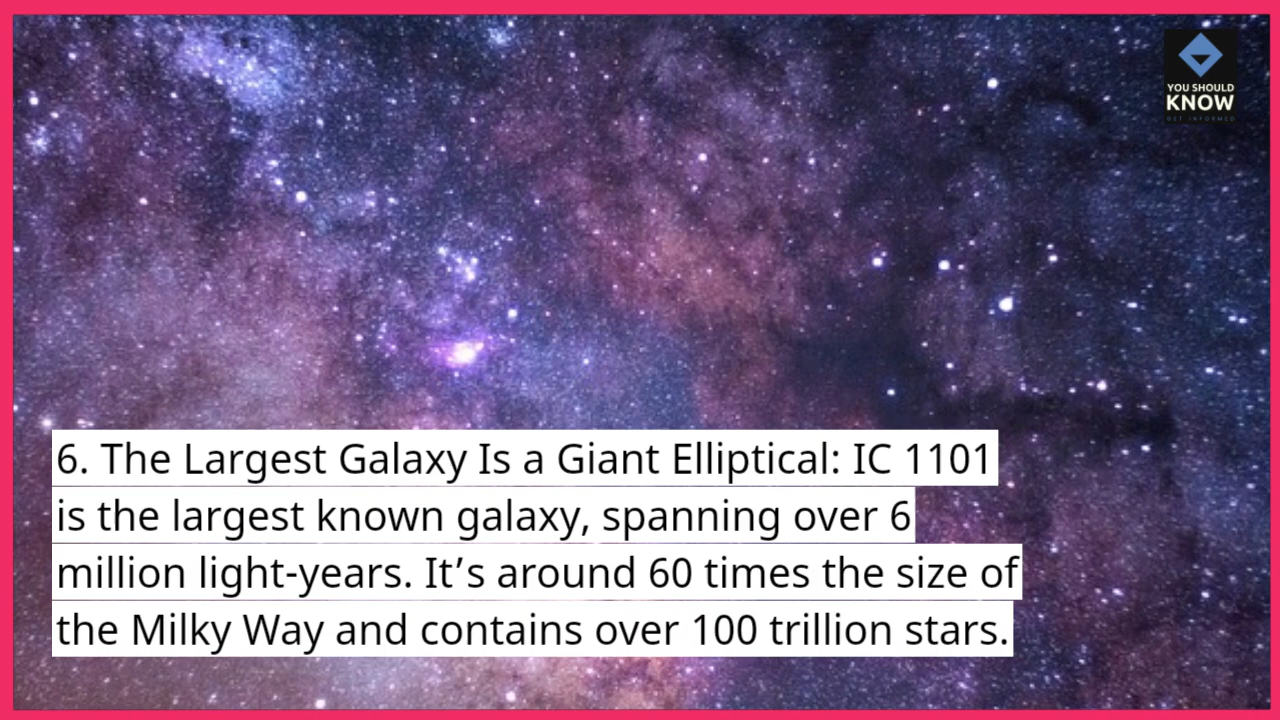 YOU SHOULD
KNOW
GET INFORMED
6. The Largest Galaxy Is a Giant Elliptical: IC 1101
is the largest known galaxy, spanning over 6
million light-years. It’s around 60 times the size of
the Milky Way and contains over 100 trillion stars.